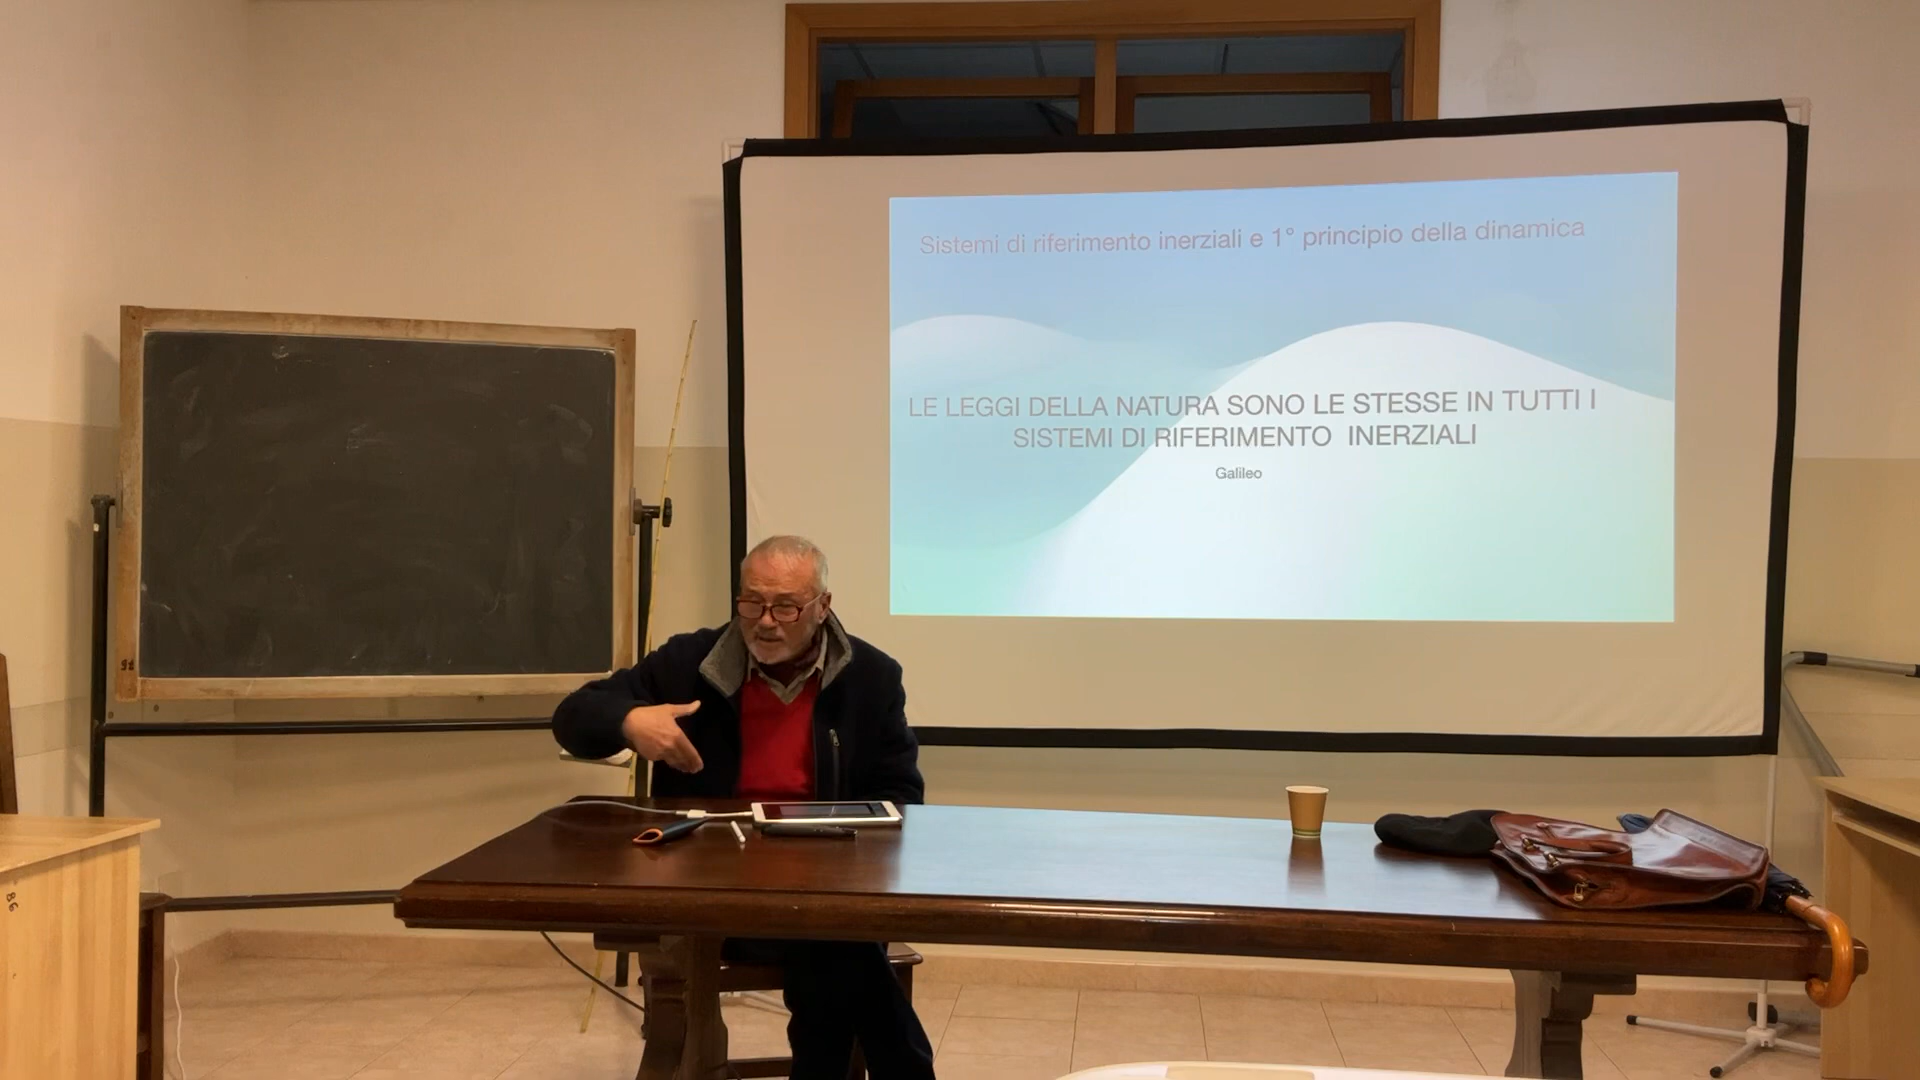 Sistemi di riferimento inerziali e 1° principio della dinamica
LE LEGGI DELLA NATURA SONO LE STESSE IN TUTTI I
SISTEMI DI RIFERIMENTO INERZIALI
Galileo
86